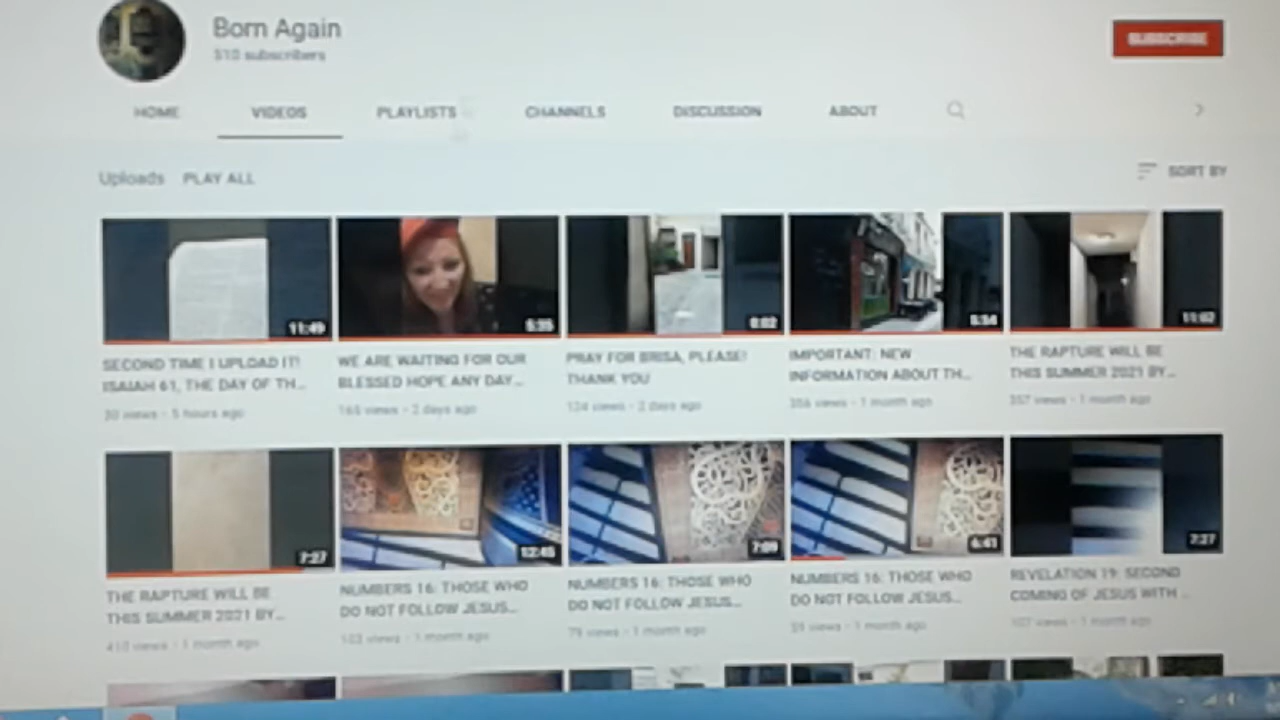 Born Again
510 subscribers
SUBSCRIBE
HOME VIDEOS PLAYLISTS CHANNELS DISCUSSION ABOUT
Uploads PLAY ALL SORT BY
11:49 5:35 8:02 5:54 11:02
SECOND TIME I UPLOAD IT!
ISAIAH 61, THE DAY OF TH...
30 views - 5 hours ago
WE ARE WAITING FOR OUR
BLESSED HOPE ANY DAY...
165 views - 2 days ago
PRAY FOR BRISA, PLEASE!
THANK YOU
124 views - 2 days ago
IMPORTANT: NEW
INFORMATION ABOUT TH...
356 views - 1 month ago
THE RAPTURE WILL BE
THIS SUMMER 2021 BY...
357 views - 1 month ago
7:27 12:45 7:09 6:41 7:37
THE RAPTURE WILL BE
THIS SUMMER 2021 BY...
410 views - 1 month ago
NUMBERS 16: THOSE WHO
DO NOT FOLLOW JESUS...
103 views - 1 month ago
NUMBERS 16: THOSE WHO
DO NOT FOLLOW JESUS...
79 views - 1 month ago
NUMBERS 16: THOSE WHO
DO NOT FOLLOW JESUS...
views - 1 month ago
REVELATION 19: SECOND
COMING OF JESUS WITH ...
107 views - 1 month ago